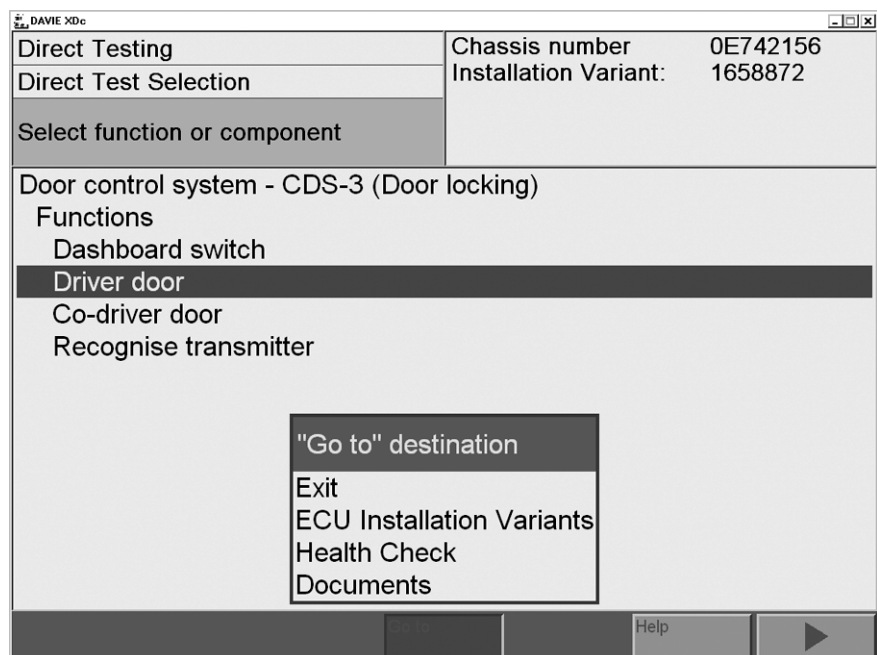 DAVIE XDc
Direct Testing
Direct Test Selection
Select function or component
Chassis number 0E742156
Installation Variant: 1658872
Door control system - CDS-3 (Door locking)
Functions
Dashboard switch
Driver door
Co-driver door
Recognise transmitter
"Go to" destination
Exit
ECU Installation Variants
Health Check
Documents
Go to
Help